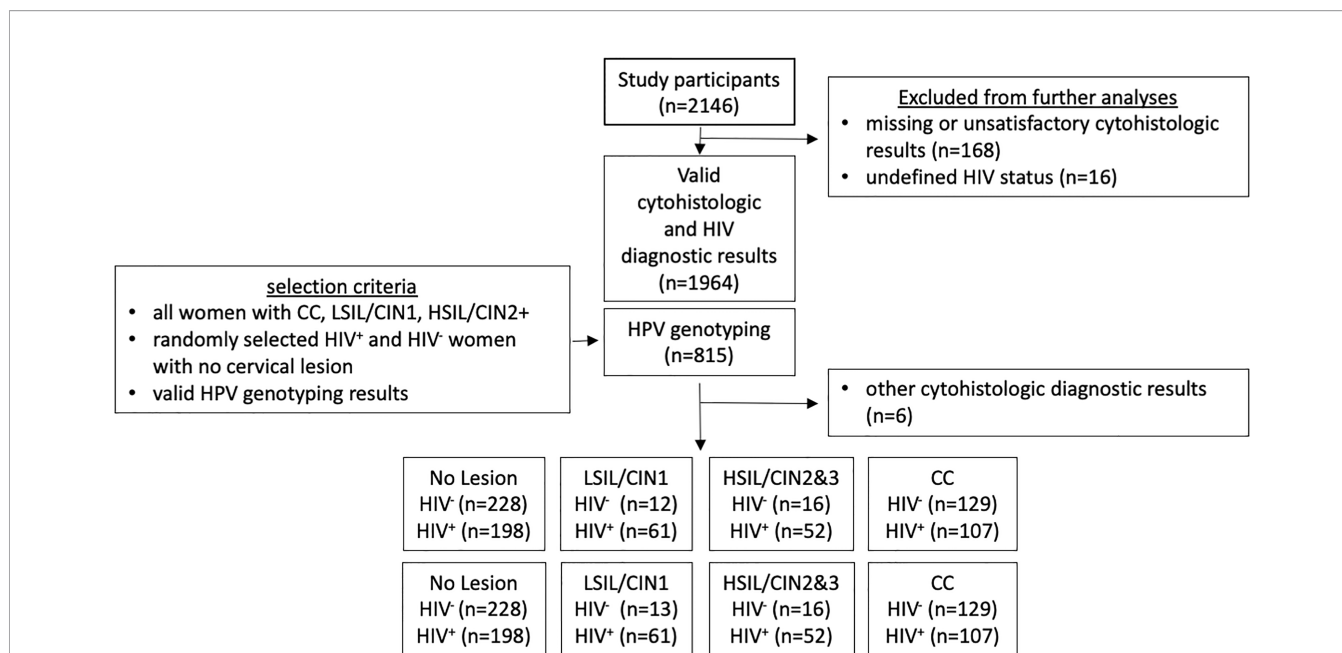 Study participants
(n=2146)
Excluded from further analyses
• missing or unsatisfactory cytohistologic
results (n=168)
• undefined HIV status (n=16)
Valid
cytohistologic
and HIV
diagnostic results
(n=1964)
selection criteria
• all women with CC, LSIL/CIN1, HSIL/CIN2+
• randomly selected HIV⁺ and HIV⁻ women
with no cervical lesion
• valid HPV genotyping results
HPV genotyping
(n=815)
• other cytohistologic diagnostic results
(n=6)
No Lesion
HIV⁻ (n=228)
HIV⁺ (n=198)
LSIL/CIN1
HIV⁻ (n=12)
HIV⁺ (n=61)
HSIL/CIN2&3
HIV⁻ (n=16)
HIV⁺ (n=52)
CC
HIV⁻ (n=129)
HIV⁺ (n=107)
No Lesion
HIV⁻ (n=228)
HIV⁺ (n=198)
LSIL/CIN1
HIV⁻ (n=13)
HIV⁺ (n=61)
HSIL/CIN2&3
HIV⁻ (n=16)
HIV⁺ (n=52)
CC
HIV⁻ (n=129)
HIV⁺ (n=107)